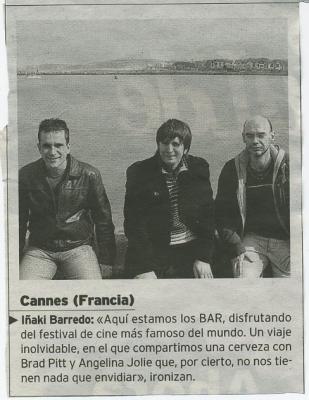 Cannes (Francia)
Iñaki Barredo: «Aquí estamos los BAR, disfrutando
del festival de cine más famoso del mundo. Un viaje
inolvidable, en el que compartimos una cerveza con
Brad Pitt y Angelina Jolie que, por cierto, no nos tie-
nen nada que envidiar», ironizan.